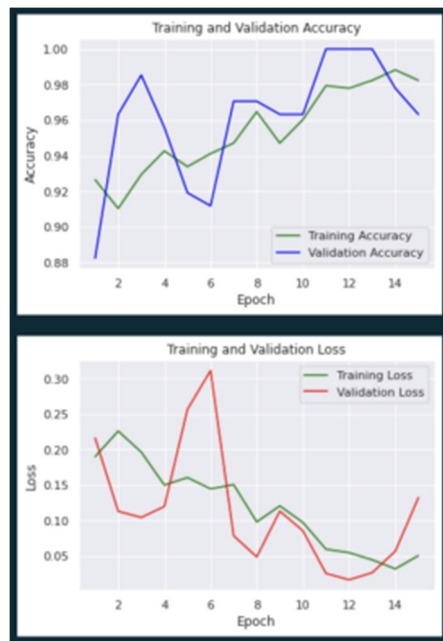 Training and Validation Accuracy
1.00
0.98
0.96
0.94
0.92
0.90
0.88
Accuracy
Training Accuracy
Validation Accuracy
2 4 6 8 10 12 14
Epoch
Training and Validation Loss
0.30
0.25
0.20
0.15
0.10
0.05
Loss
Training Loss
Validation Loss
2 4 6 8 10 12 14
Epoch